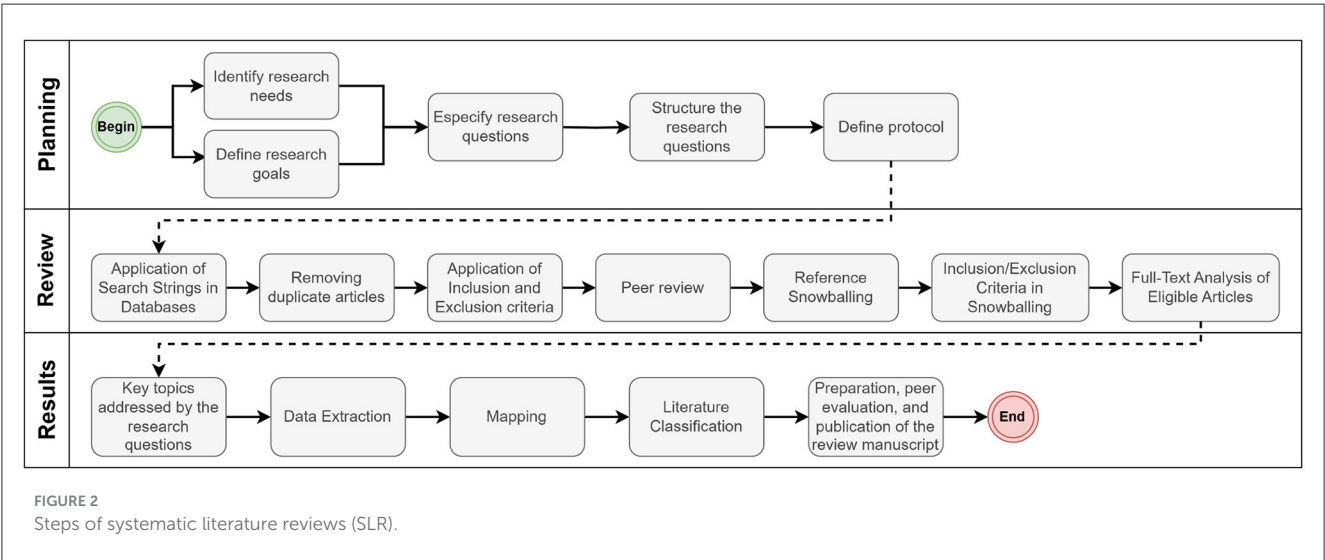 Planning
Begin
Identify research
needs
Define research
goals
Especify research
questions
Structure the
research
questions
Define protocol
Review
Application of
Search Strings in
Databases
Removing
duplicate articles
Application of
Inclusion and
Exclusion criteria
Peer review
Reference
Snowballing
Inclusion/Exclusion
Criteria in
Snowballing
Full-Text Analysis of
Eligible Articles
Results
Key topics
addressed by the
research
questions
Data Extraction
Mapping
Literature
Classification
Preparation, peer
evaluation, and
publication of the
review manuscript
End
FIGURE 2
Steps of systematic literature reviews (SLR).